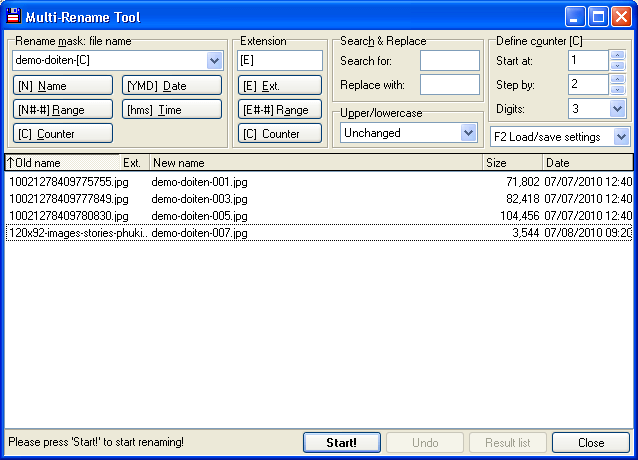 Multi-Rename Tool
Rename mask: file name
Extension
Search & Replace
Define counter [C]
demo-doiten-[C]
[E]
Search for:
Start at: 1
[N] Name
[YMD] Date
[E] Ext.
Replace with:
Step by: 2
[N#-#] Range
[hms] Time
[E#-#] Range
Upper/lowercase
Digits: 3
[C] Counter
[C] Counter
Unchanged
F2 Load/save settings
↑Old name Ext. New name Size Date
10021278409775755.jpg demo-doiten-001.jpg 71,802 07/07/2010 12:40
10021278409777849.jpg demo-doiten-003.jpg 82,418 07/07/2010 12:40
10021278409780830.jpg demo-doiten-005.jpg 104,456 07/07/2010 12:40
120x92-images-stories-phuki.. demo-doiten-007.jpg 3,544 07/08/2010 09:20
Please press 'Start!' to start renaming!
Start!
Undo
Result list
Close